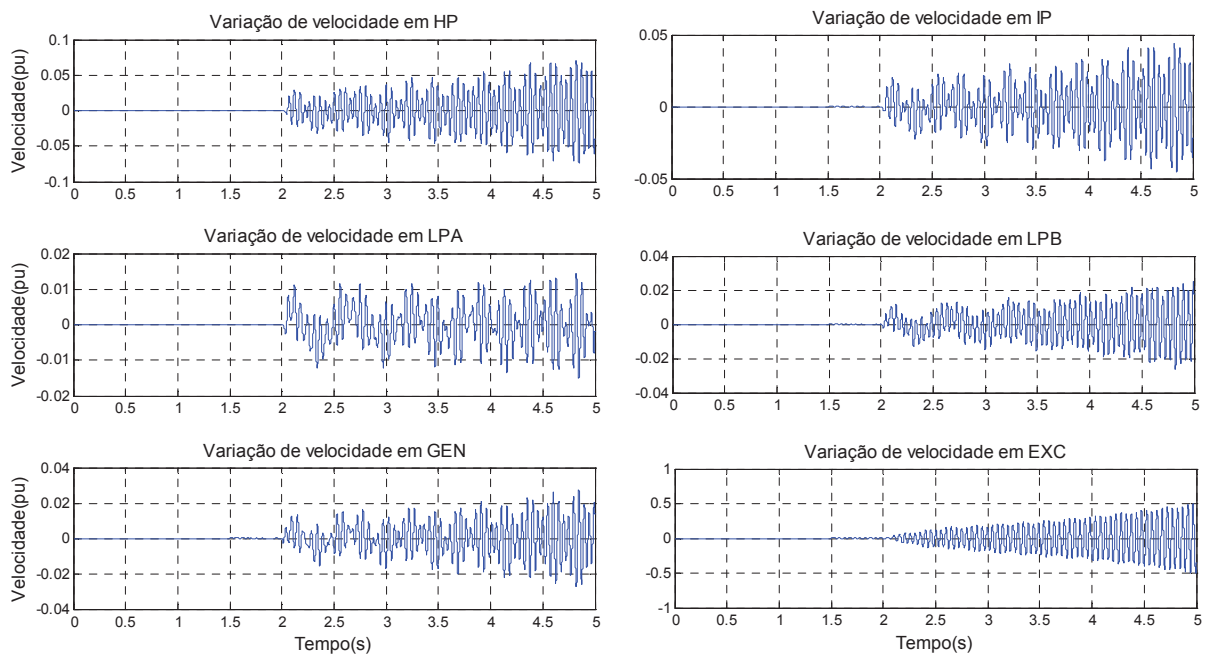 Variação de velocidade em HP
Velocidade(pu)
0.1
0.05
0
-0.05
-0.1
0 0.5 1 1.5 2 2.5 3 3.5 4 4.5 5
Variação de velocidade em IP
0.05
0
-0.05
0 0.5 1 1.5 2 2.5 3 3.5 4 4.5 5
Variação de velocidade em LPA
Velocidade(pu)
0.02
0.01
0
-0.01
-0.02
0 0.5 1 1.5 2 2.5 3 3.5 4 4.5 5
Variação de velocidade em LPB
0.04
0.02
0
-0.02
-0.04
0 0.5 1 1.5 2 2.5 3 3.5 4 4.5 5
Variação de velocidade em GEN
Velocidade(pu)
0.04
0.02
0
-0.02
-0.04
0 0.5 1 1.5 2 2.5 3 3.5 4 4.5 5
Tempo(s)
Variação de velocidade em EXC
1
0.5
0
-0.5
-1
0 0.5 1 1.5 2 2.5 3 3.5 4 4.5 5
Tempo(s)